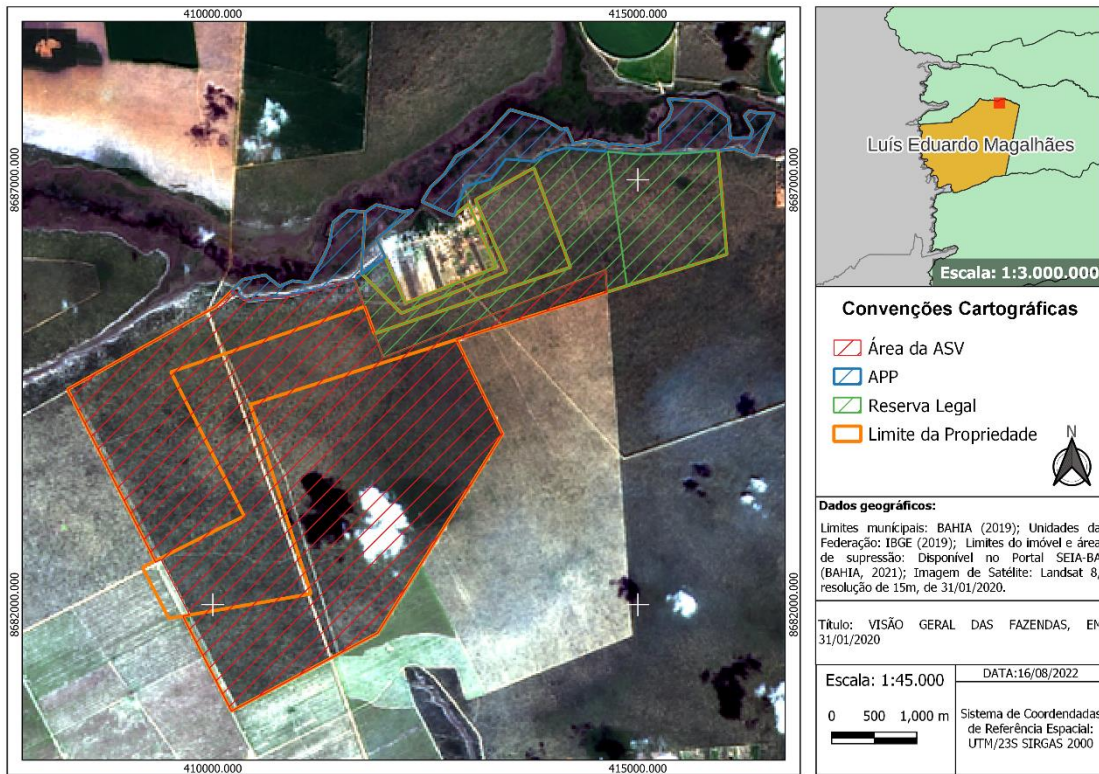 410000.000
415000.000
8687000.000
8687000.000
8682000.000
8682000.000
410000.000
415000.000
Luís Eduardo Magalhães
Escala: 1:3.000.000
Convenções Cartográficas
Área da ASV
APP
Reserva Legal
Limite da Propriedade
N
Dados geográficos:
Limites municipais: BAHIA (2019); Unidades da
Federação: IBGE (2019); Limites do imóvel e área
de supressão: Disponível no Portal SEIA-BA
(BAHIA, 2021); Imagem de Satélite: Landsat 8,
resolução de 15m, de 31/01/2020.
Título: VISÃO GERAL DAS FAZENDAS, EM
31/01/2020
Escala: 1:45.000
0 500 1,000 m
DATA:16/08/2022
Sistema de Coordendadas
de Referência Espacial:
UTM/23S SIRGAS 2000